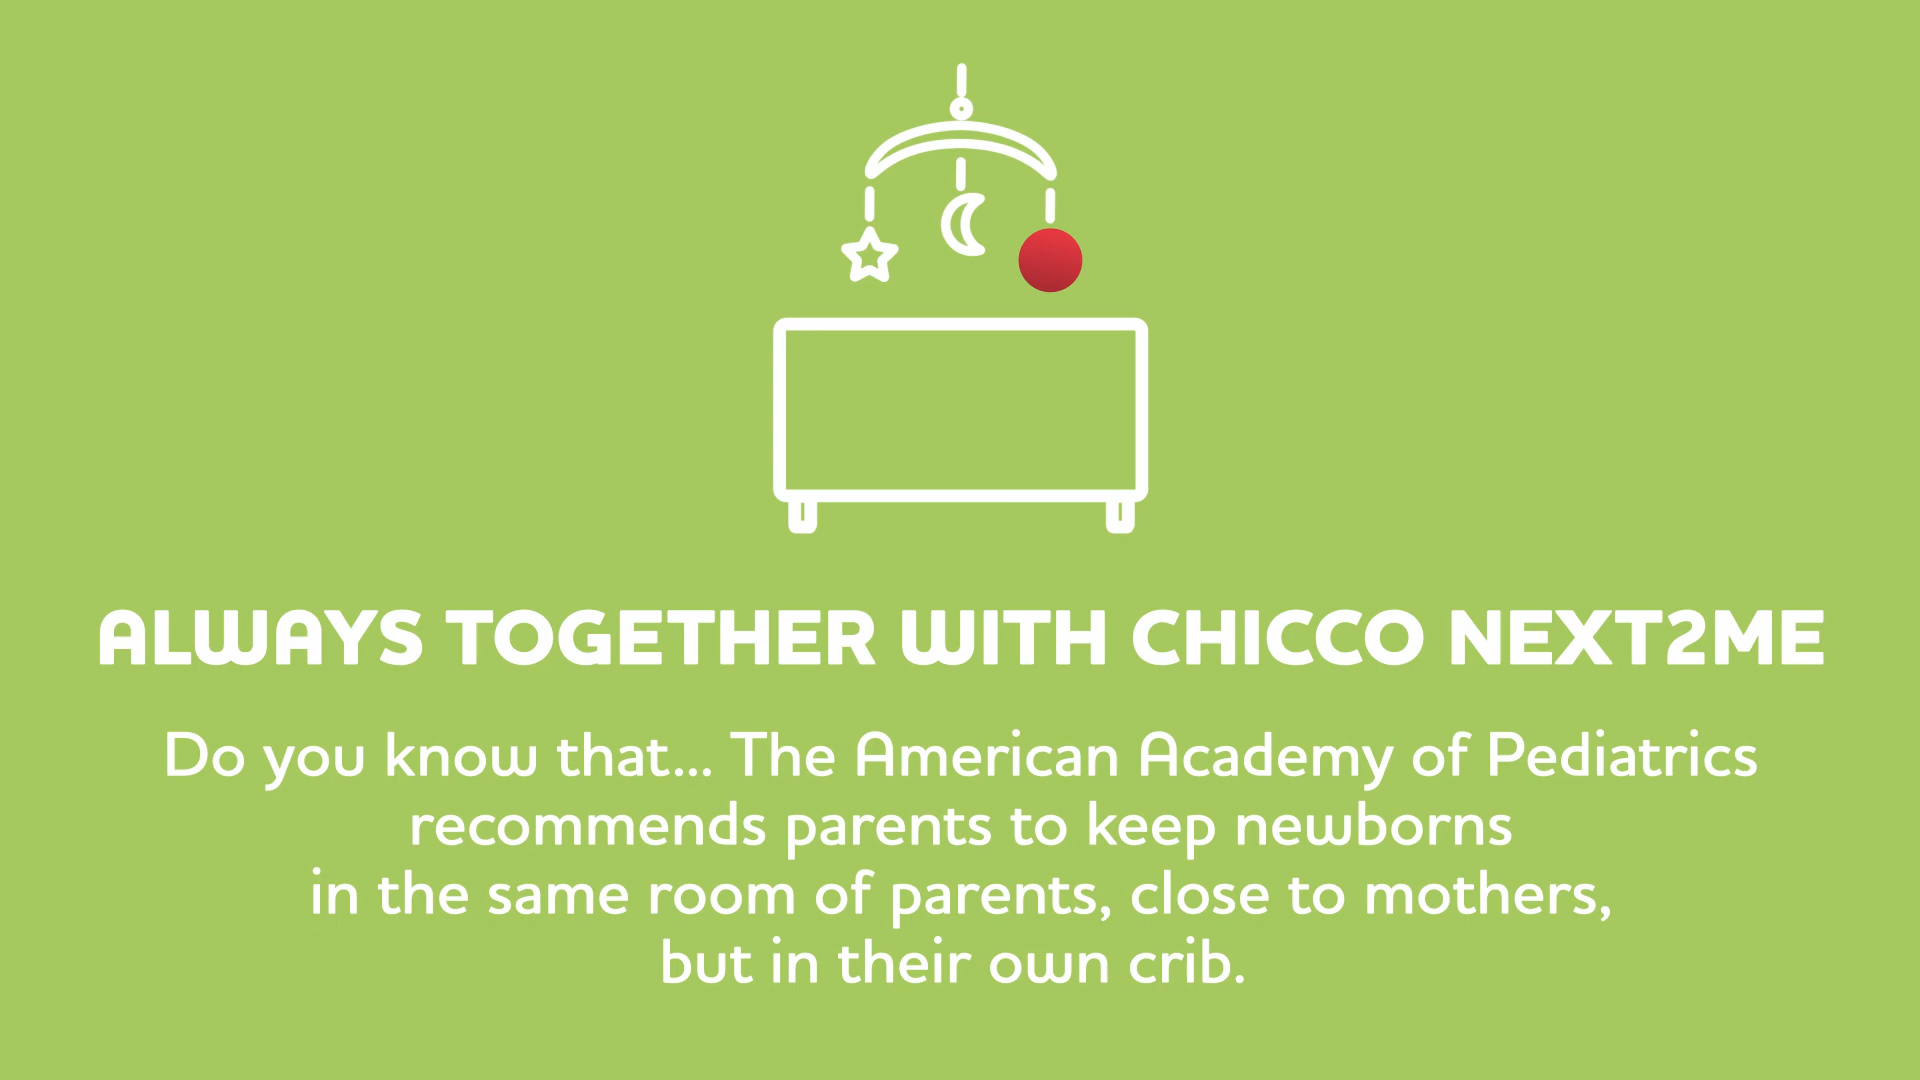 ALWAYS TOGETHER WITH CHICCO NEXT2ME
Do you know that... The American Academy of Pediatrics
recommends parents to keep newborns
in the same room of parents, close to mothers,
but in their own crib.